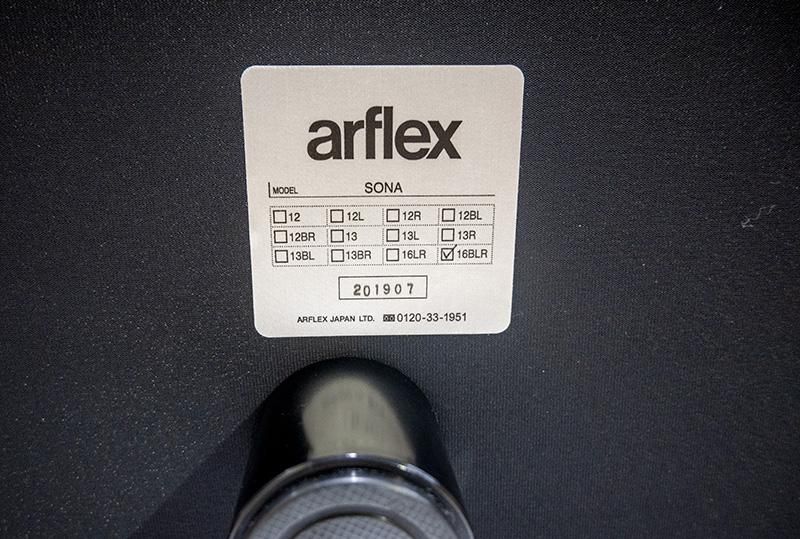 arflex
MODEL SONA
☐12 ☐12L ☐12R ☐12BL
☐12BR ☐13 ☐13L ☐13R
☐13BL ☐13BR ☐16LR ☑16BLR
201907
ARFLEX JAPAN LTD. 0120-33-1951